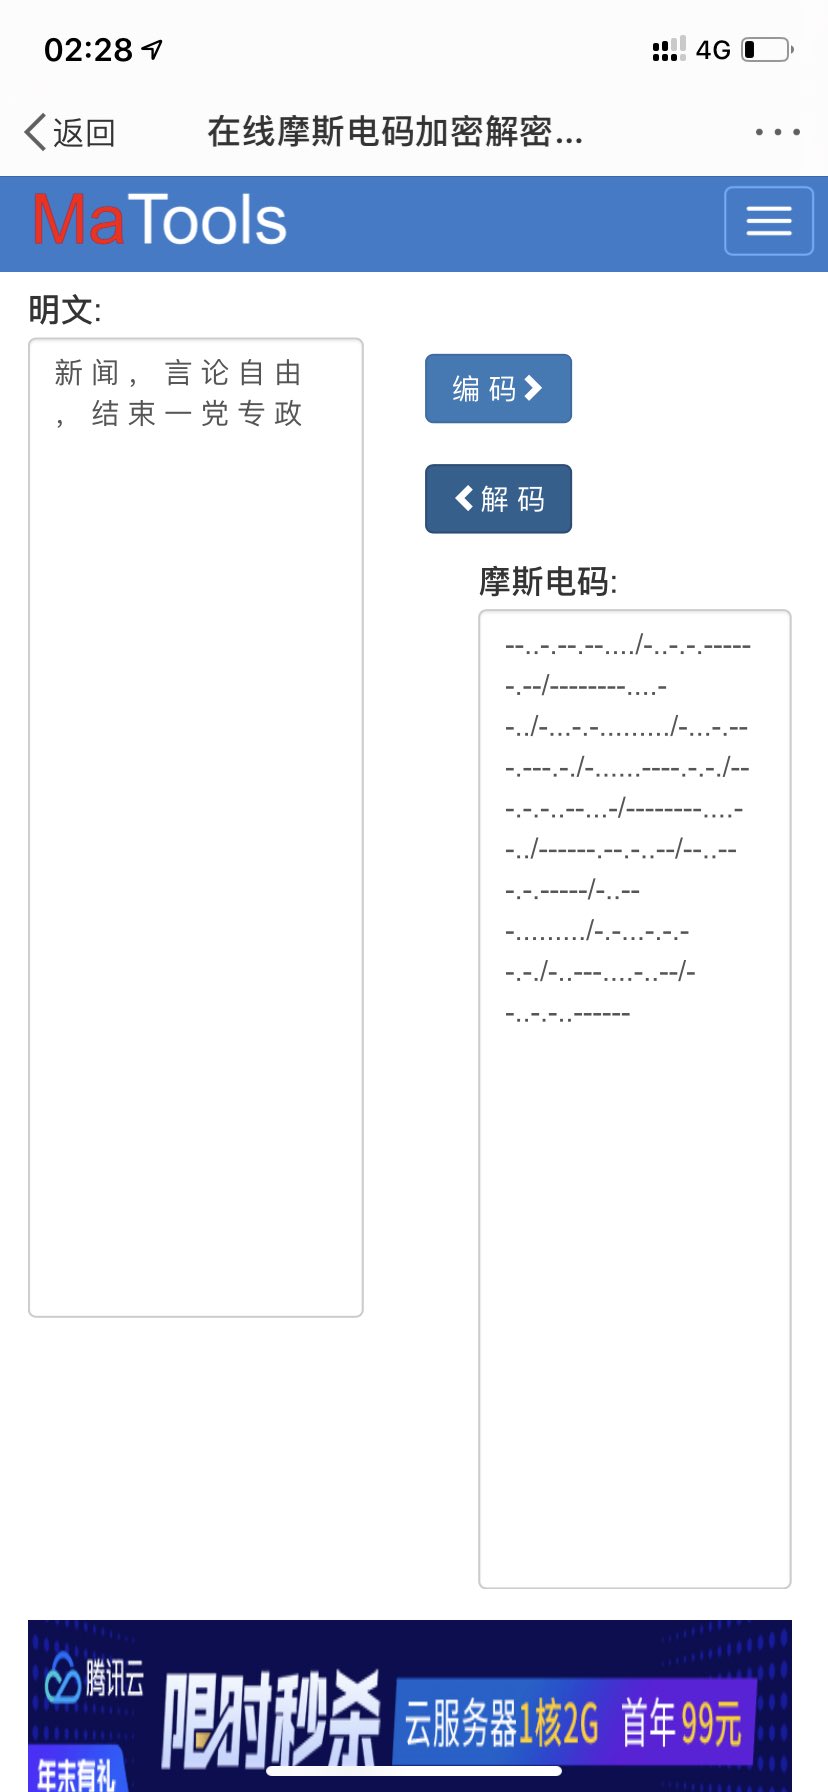 02:28 4G
返回 在线摩斯电码加密解密...
MaTools
明文:
新闻，言论自由
，结束一党专政
编码
解码
摩斯电码:
--..-.--.--..../-..-.-.-----
-.--/--------....-
-../-...-.-........./-...-.--
-.---.-./-......----.-.-./--
-.-.-..--...-/--------....-
-../------.--.-..--/--..--
-.-.-----/-..--
-........./-.-...-.-.-
-.-./-..---....-..--/-
-..-.-..------
腾讯云
限时秒杀
云服务器1核2G 首年99元
年末有礼